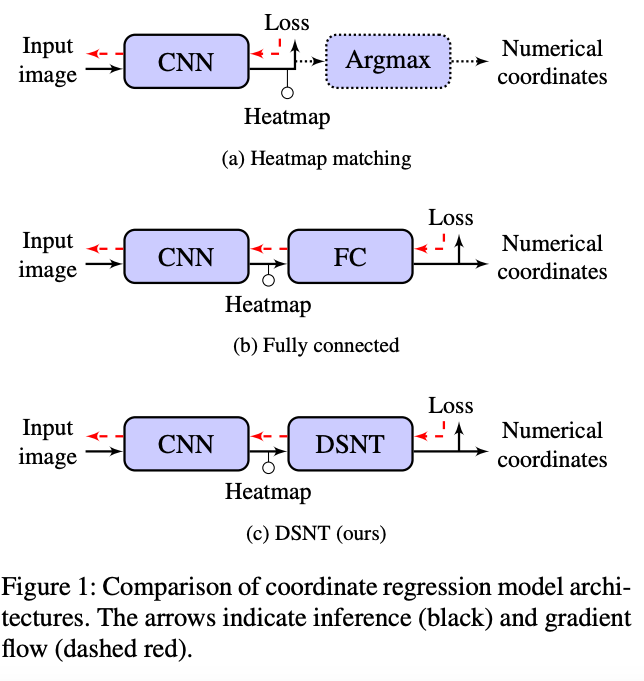 Loss
Input
image
CNN
Argmax
Numerical
coordinates
Heatmap
(a) Heatmap matching
Loss
Input
image
CNN
FC
Numerical
coordinates
Heatmap
(b) Fully connected
Loss
Input
image
CNN
DSNT
Numerical
coordinates
Heatmap
(c) DSNT (ours)
Figure 1: Comparison of coordinate regression model archi-
tectures. The arrows indicate inference (black) and gradient
flow (dashed red).